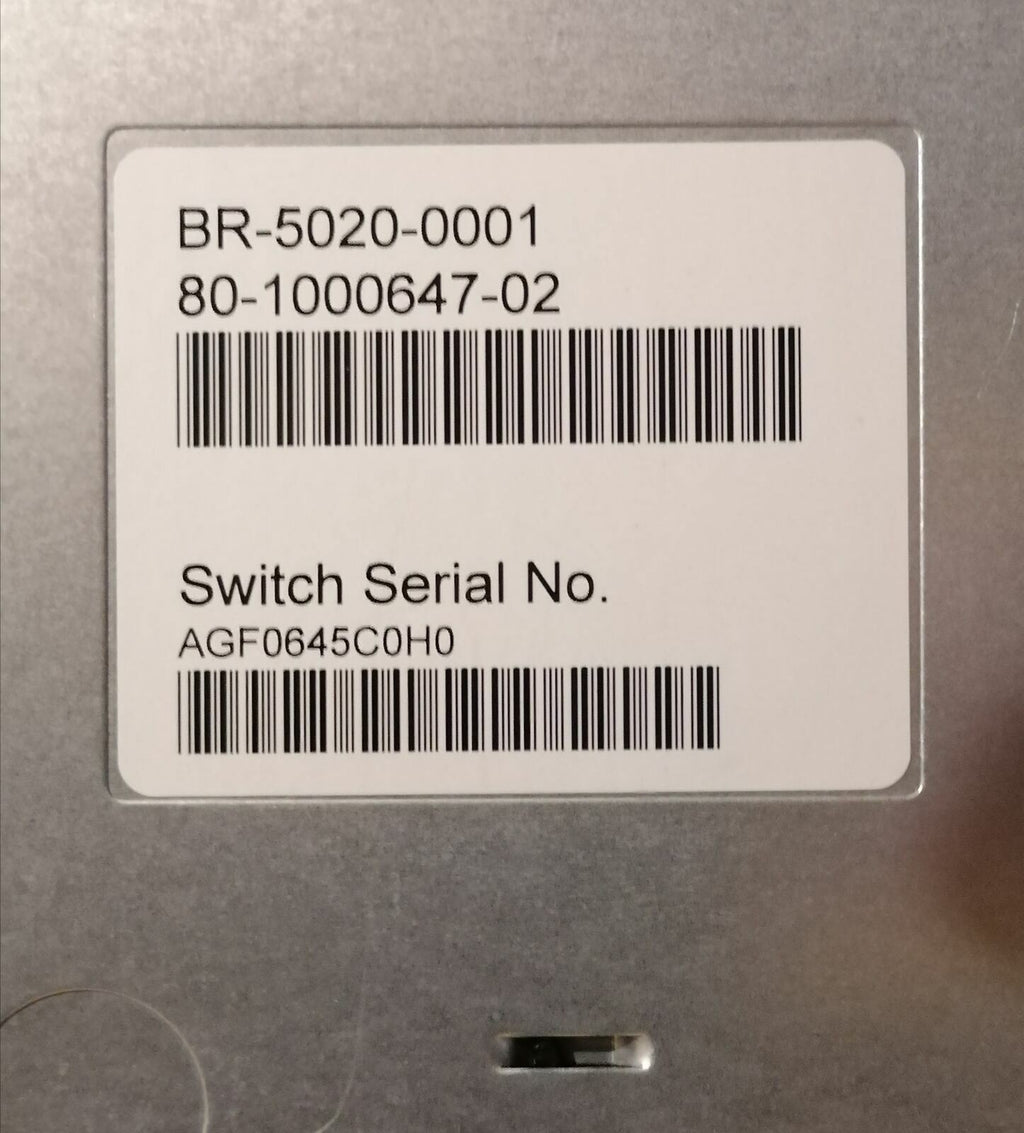 BR-5020-0001
80-1000647-02
Switch Serial No.
AGF0645C0H0